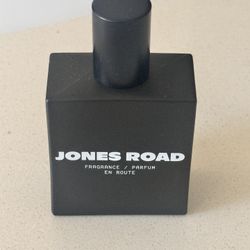 JONES ROAD
FRAGRANCE / PARFUM
EN ROUTE